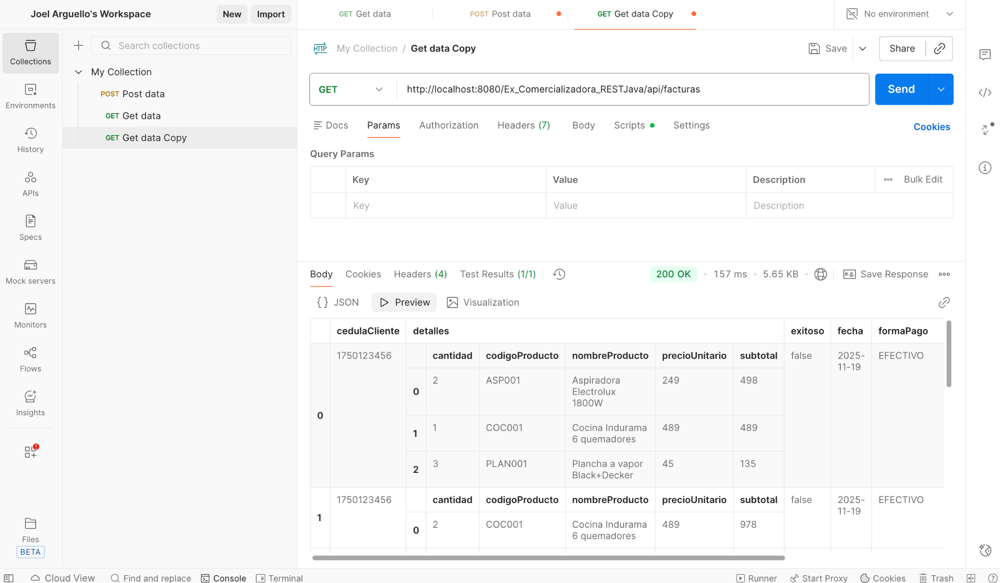 Joel Arguello's Workspace
New
Import
GET Get data
POST Post data
GET Get data Copy
No environment
Collections
Environments
History
APIs
Specs
Mock servers
Monitors
Flows
Insights
Files
BETA
Search collections
My Collection
POST Post data
GET Get data
GET Get data Copy
HTTP My Collection / Get data Copy
Save
Share
GET http://localhost:8080/Ex_Comercializadora_RESTJava/api/facturas
Send
Docs Params Authorization Headers (7) Body Scripts Settings
Cookies
Query Params
Key Value Description Bulk Edit
Key Value Description
Body Cookies Headers (4) Test Results (1/1)
200 OK 157 ms 5.65 KB e.g. Save Response
{} JSON Preview Visualization
cedulaCliente detalles exitoso fecha formaPago
0 1750123456 cantidad codigoProducto nombreProducto precioUnitario subtotal false 2025-11-19 EFECTIVO
0 2 ASP001 Aspiradora Electrolux 1800W 249 498
1 1 COC001 Cocina Indurama 6 quemadores 489 489
2 3 PLAN001 Plancha a vapor Black+Decker 45 135
1 1750123456 cantidad codigoProducto nombreProducto precioUnitario subtotal false 2025-11-19 EFECTIVO
0 2 COC001 Cocina Indurama 6 quemadores 489 978
Cloud View Find and replace Console Terminal
Runner Start Proxy Cookies Trash